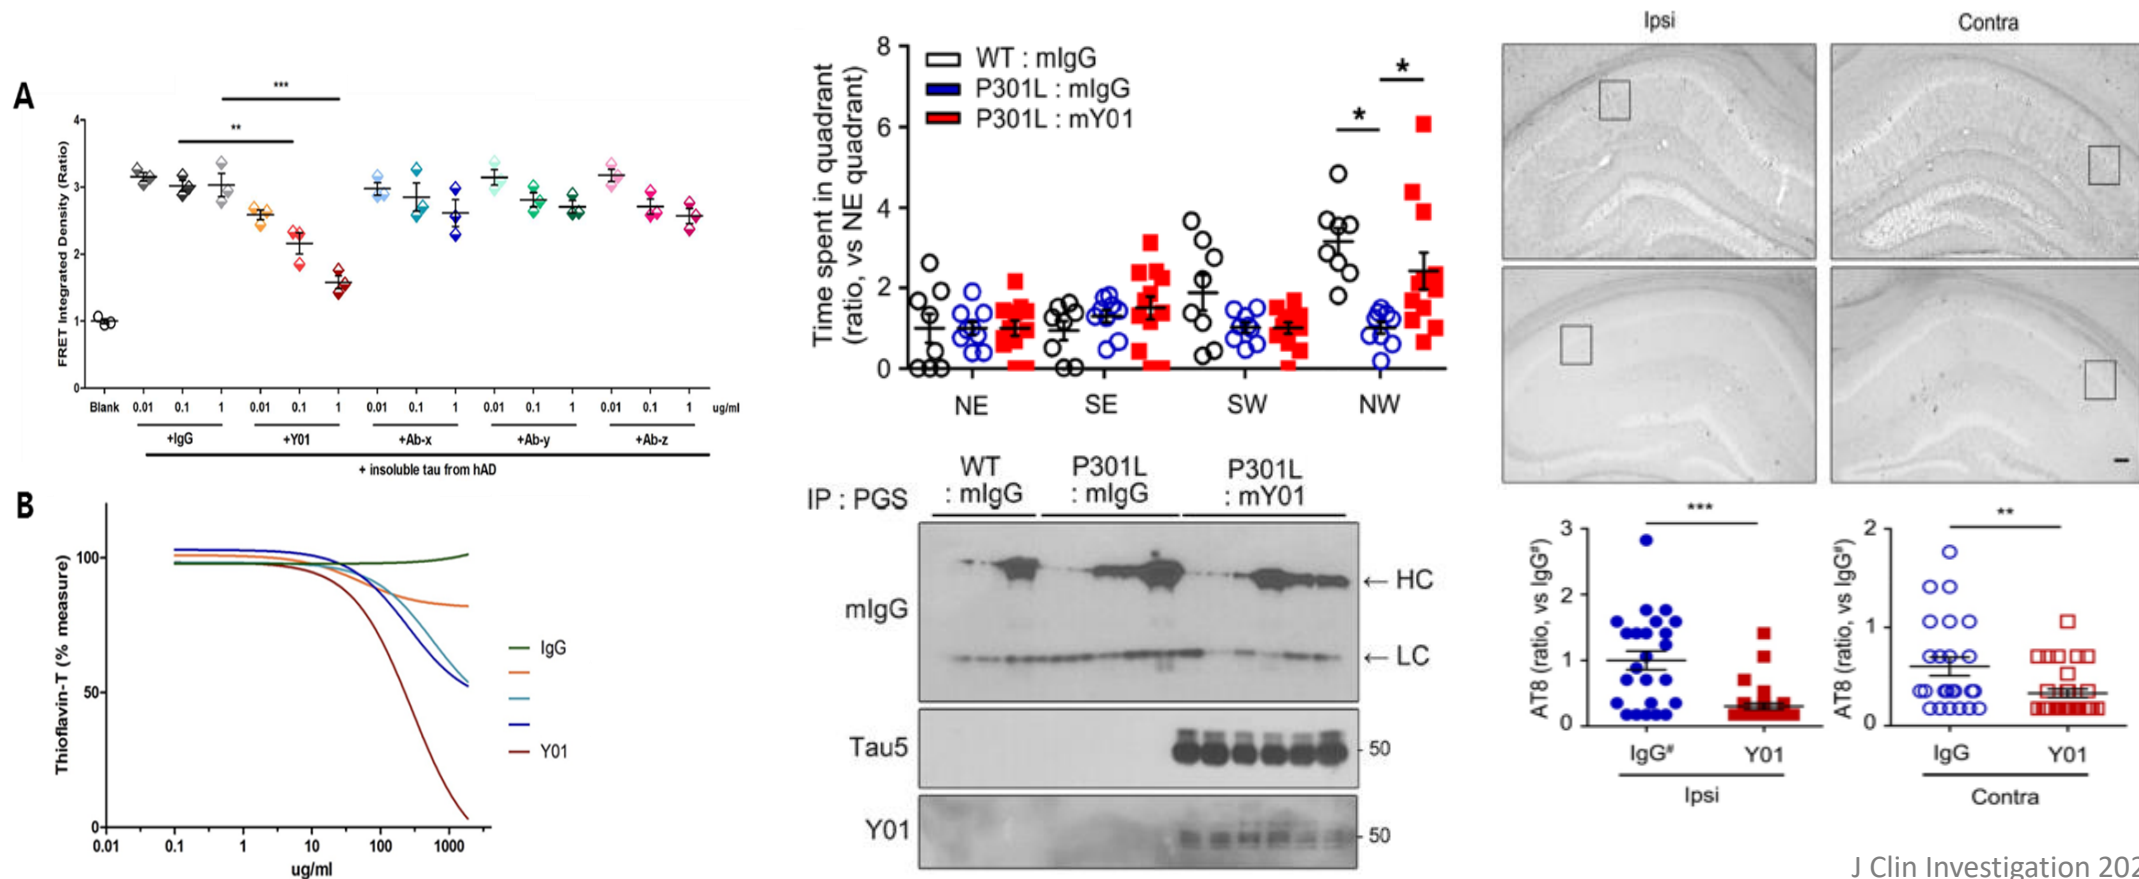 A
***
**
FRET Integrated Density (Ratio)
4
3
2
1
0
Blank 0.01 0.1 1 0.01 0.1 1 0.01 0.1 1 0.01 0.1 1 0.01 0.1 1 ug/ml
+IgG +Y01 +Ab-x +Ab-y +Ab-z
+ insoluble tau from hAD
B
Thioflavin-T (% measure)
100
50
0
0.01 0.1 1 10 100 1000
ug/ml
IgG
Y01
Time spent in quadrant
(ratio, vs NE quadrant)
8
6
4
2
0
WT : mIgG
P301L : mIgG
P301L : mY01
*
*
NE SE SW NW
IP : PGS
WT
: mIgG
P301L
: mIgG
P301L
: mY01
mIgG
← HC
← LC
Tau5
50
Y01
50
Ipsi Contra
***
AT8 (ratio, vs IgG#)
3
2
1
0
IgG# Y01
Ipsi
**
AT8 (ratio, vs IgG#)
2
1
0
IgG Y01
Contra
J Clin Investigation 202